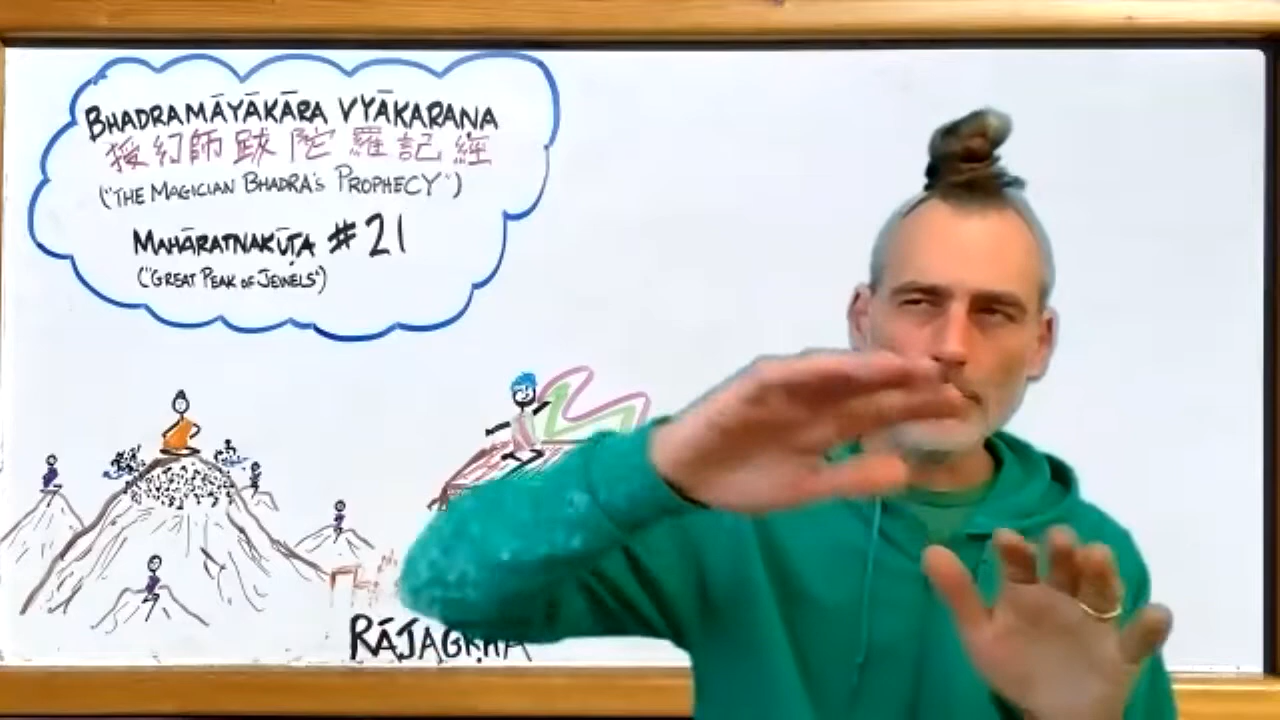 BHADRAMĀYĀKĀRA VYĀKARANA
授幻師跋陀羅記經
("THE MAGICIAN BHADRA'S PROPHECY")
MAHĀRATNAKŪṬA #21
("GREAT PEAK OF JEWELS")
RĀJAGṚHA